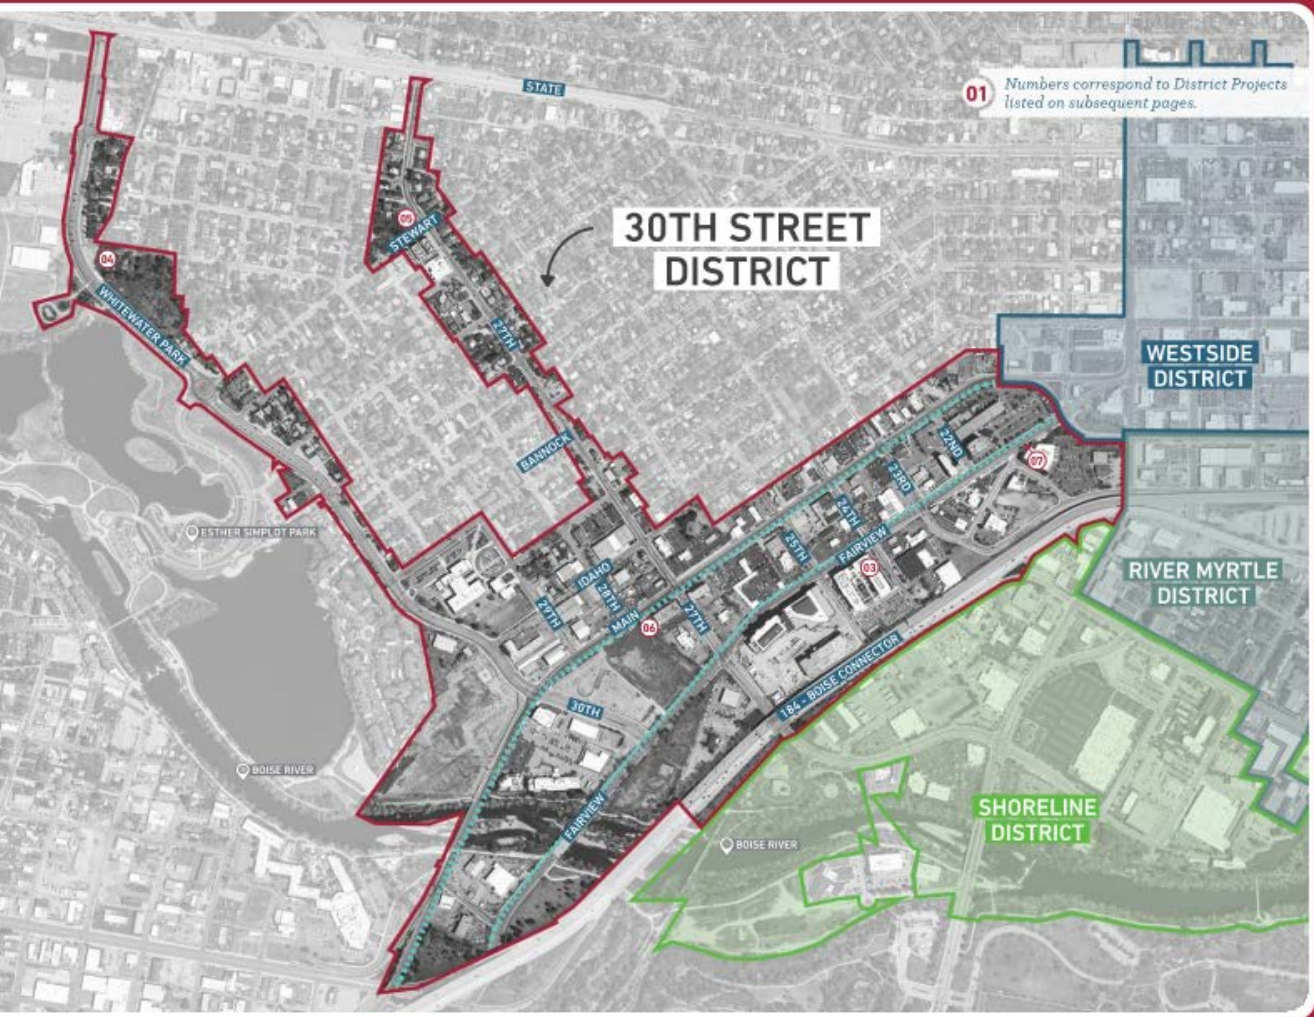 STATE
01
Numbers correspond to District Projects
listed on subsequent pages.
30TH STREET
DISTRICT
05
STEWART
04
WHITEWATER PARK
27TH
WESTSIDE
DISTRICT
BANNOCK
22ND
07
23RD
24TH
25TH
FAIRVIEW
03
ESTHER SIMPLOT PARK
IDAHO
28TH
29TH
MAIN
06
27TH
RIVER MYRTLE
DISTRICT
184 - BOISE CONNECTOR
30TH
BOISE RIVER
FAIRVIEW
SHORELINE
DISTRICT
BOISE RIVER